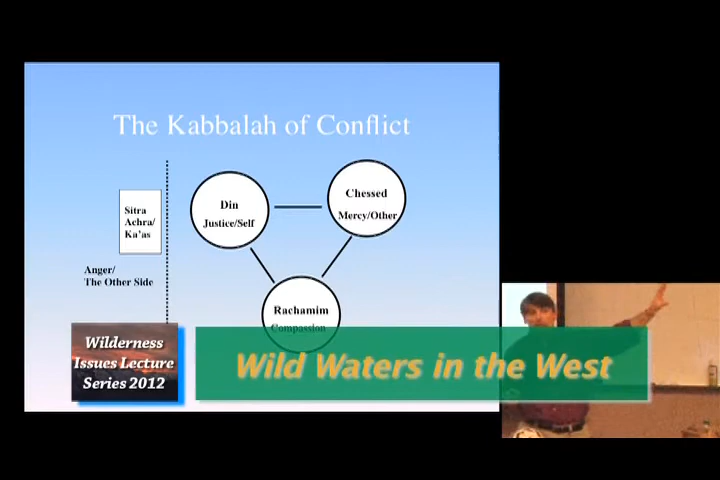 The Kabbalah of Conflict
Din
Justice/Self
Chessed
Mercy/Other
Sitra
Achra/
Ka'as
Anger/
The Other Side
Rachamim
Compassion
Wilderness
Issues Lecture
Series 2012
Wild Waters in the West